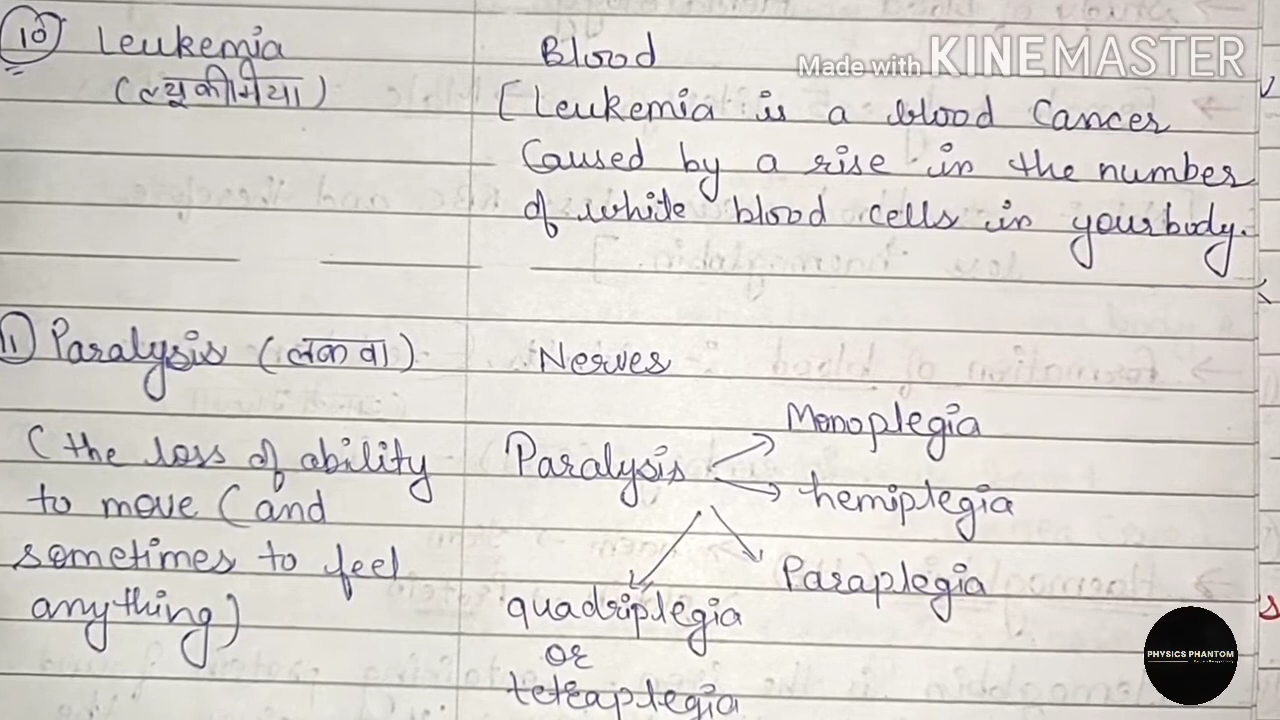 10 Leukemia Blood
Made with KINEMASTER
(ल्यूकीमिया) [Leukemia is a blood Cancer
Caused by a rise in the number
of white blood cells in your body.
11 Paralysis (लकवा) Nerves
Monoplegia
(the loss of ability Paralysis
to move (and hemiplegia
sometimes to feel Paraplegia
anything) quadriplegia
or
tetraplegia
PHYSICS PHANTOM